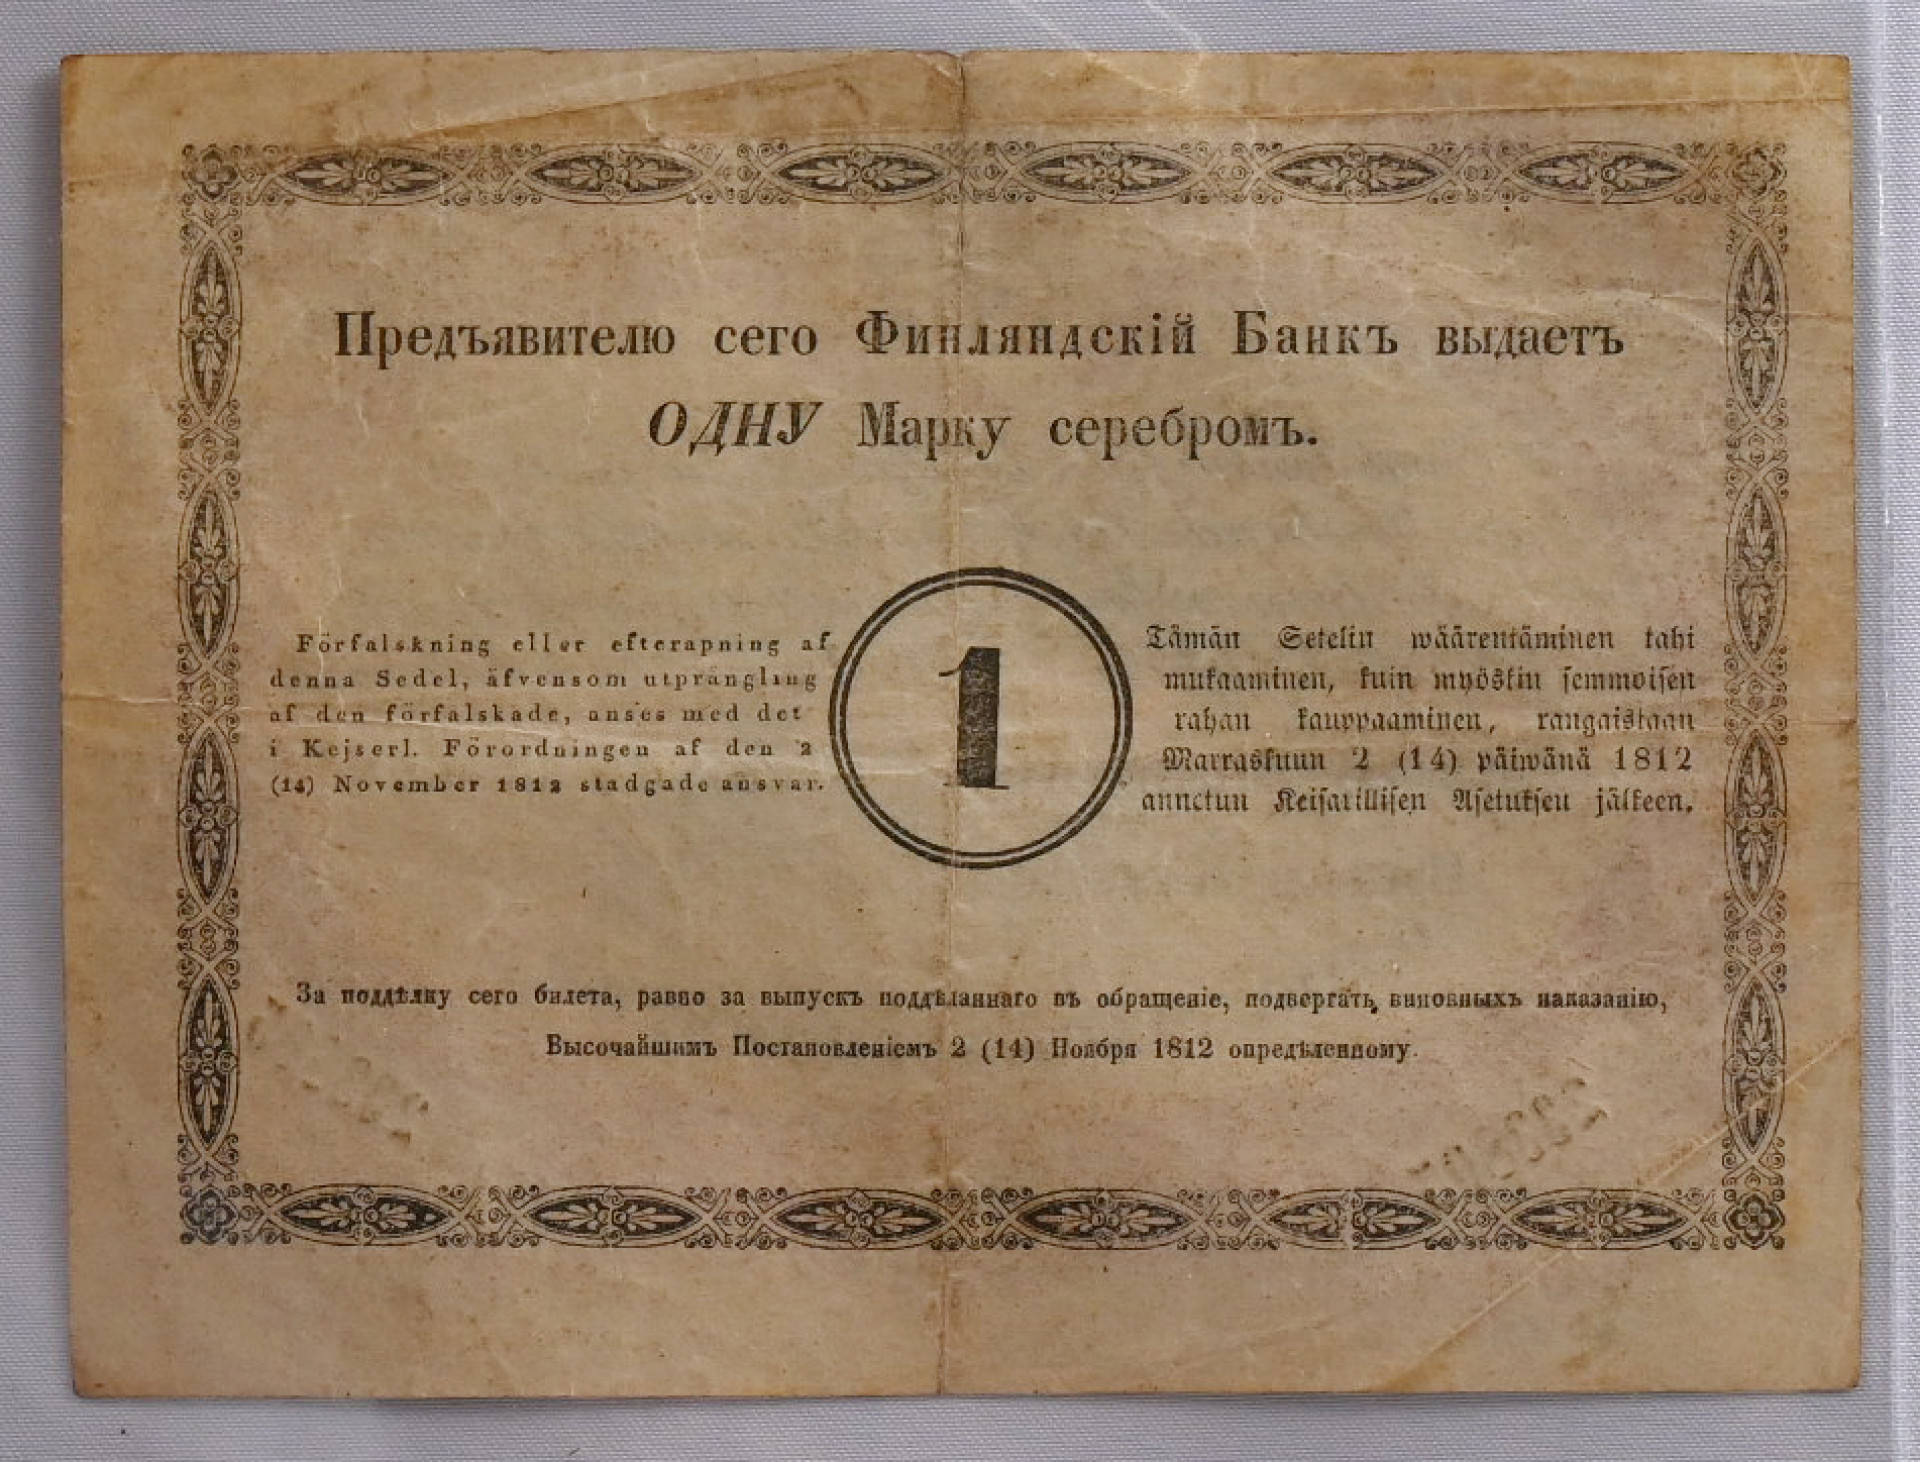 Предъявителю сего Финляндскій Банкъ выдаетъ
ОДНУ Марку серебромъ.
Förfalskning eller efterapning af
denna Sedel, äfvensom utprångling
af den förfalskade, anses med det
i Kejserl. Förordningen af den 2
(14) November 1812 stadgade ansvar.
1
Tämän Setelin wäärentäminen tahi
mukaaminen, kuin myöskin semmoisen
rahan kauppaaminen, rangaistaan
Marraskuun 2 (14) päiwänä 1812
annetun Keisarillisen Asetuksen jälkeen.
За поддѣлку сего билета, равно за выпускъ поддѣланнаго въ обращеніе, подвергать виновныхъ наказанію,
Высочайшимъ Постановленіемъ 2 (14) Ноября 1812 опредѣленному.